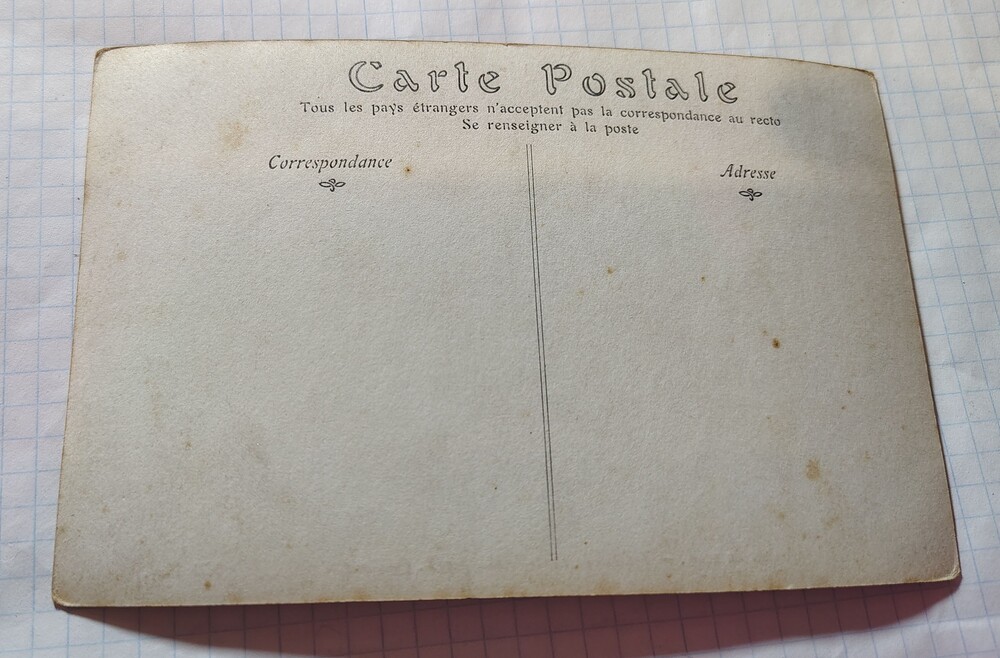 Carte Postale
Tous les pays étrangers n'acceptent pas la correspondance au recto
Se renseigner à la poste
Correspondance
Adresse